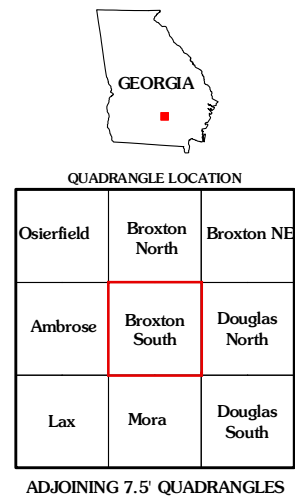 GEORGIA
QUADRANGLE LOCATION
Osierfield
Broxton
North
Broxton NE
Ambrose
Broxton
South
Douglas
North
Lax
Mora
Douglas
South
ADJOINING 7.5' QUADRANGLES